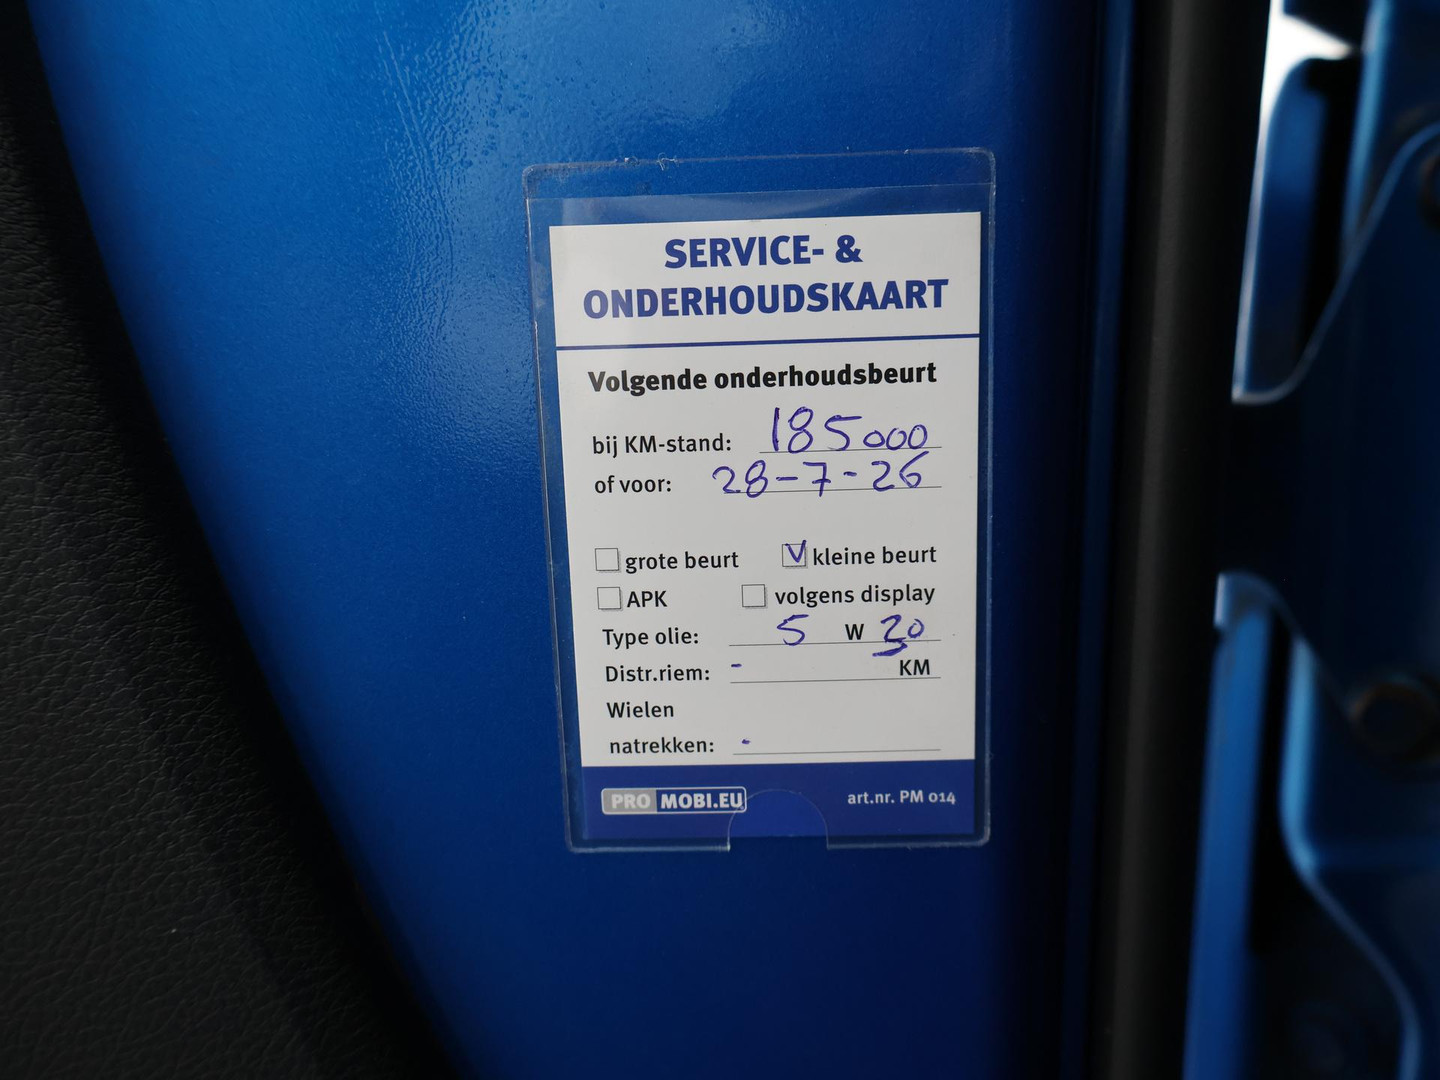 SERVICE- &
ONDERHOUDSKAART
Volgende onderhoudsbeurt
bij KM-stand: 185000
of voor: 28-7-26
grote beurt V kleine beurt
APK volgens display
Type olie: 5 W 30
Distr.riem: - KM
Wielen
natrekken: -
PRO MOBI.EU art.nr. PM 014